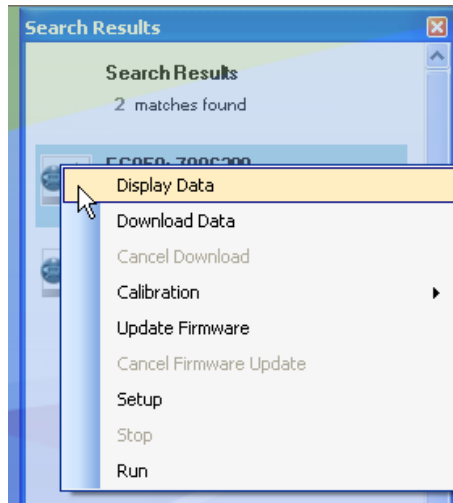 Search Results
Search Results
2 matches found
Display Data
Download Data
Cancel Download
Calibration
Update Firmware
Cancel Firmware Update
Setup
Stop
Run